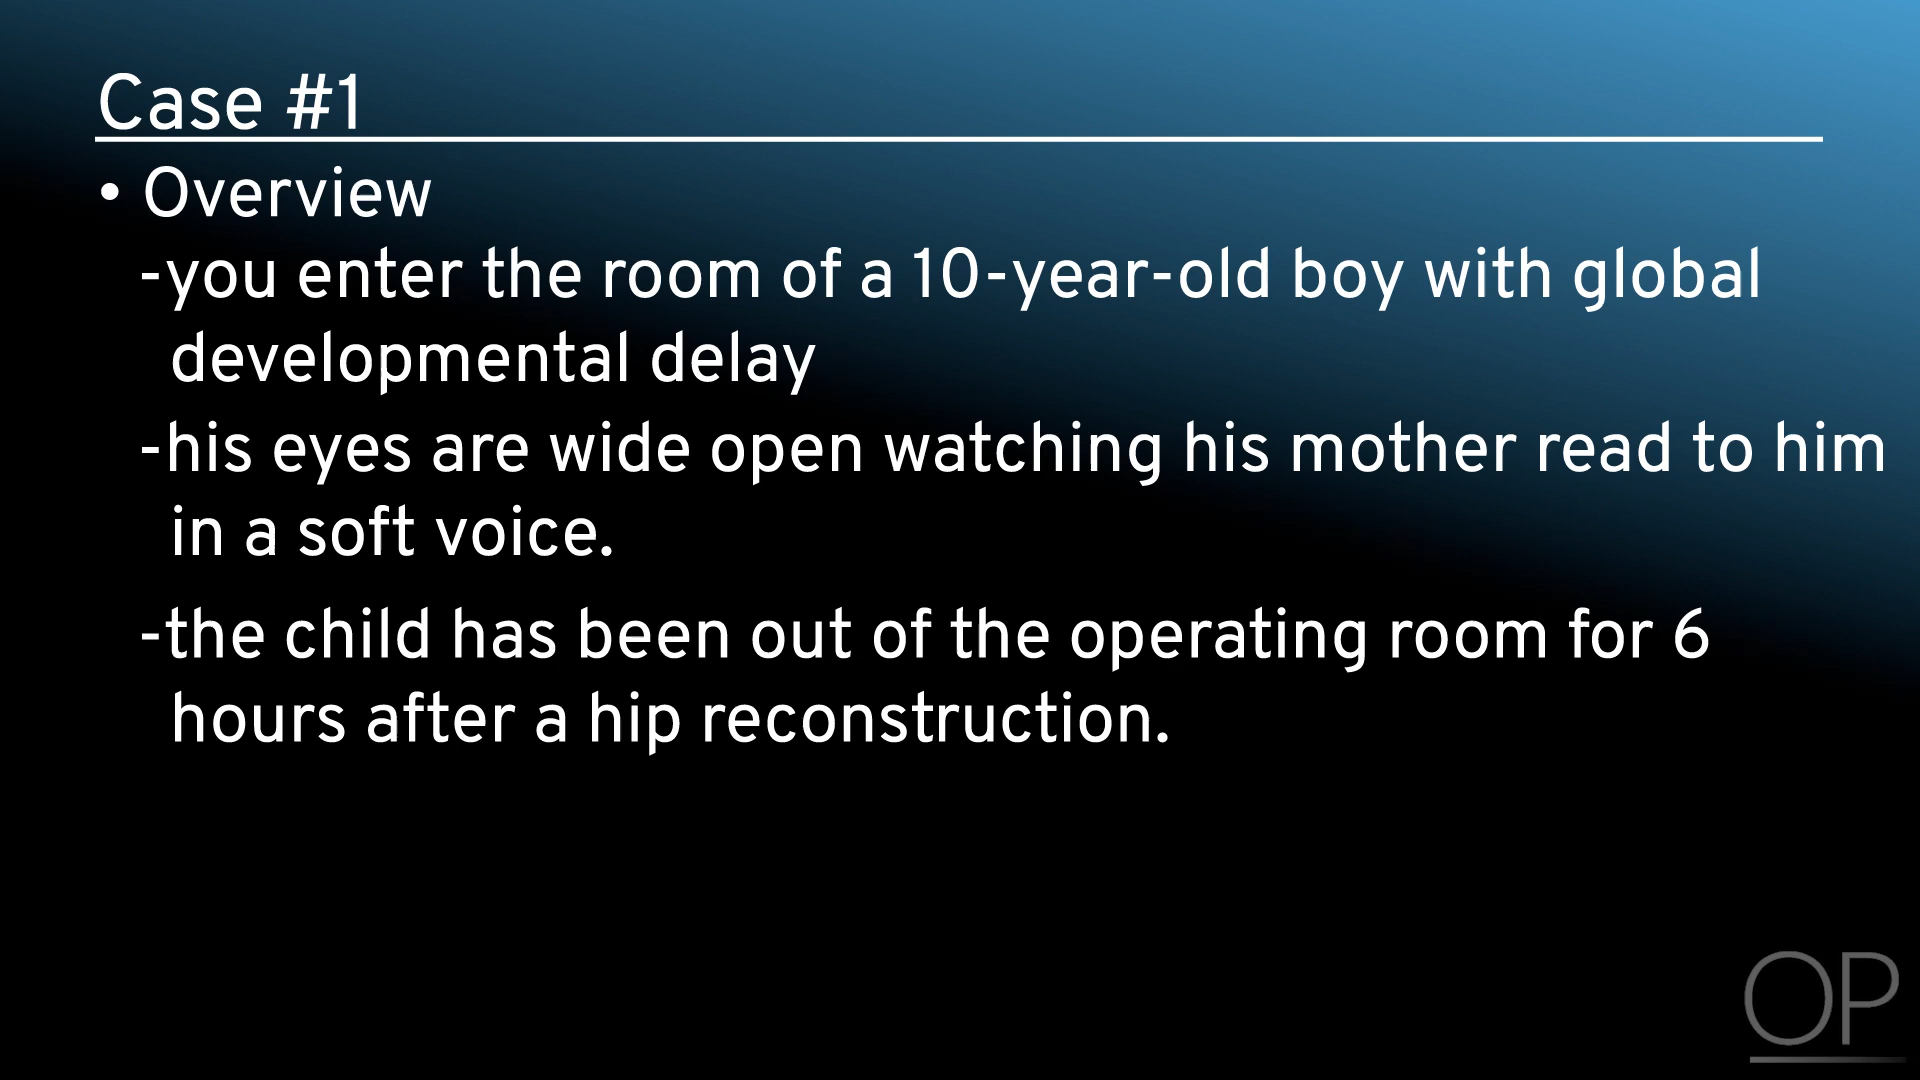 Case #1
• Overview
-you enter the room of a 10-year-old boy with global
developmental delay
-his eyes are wide open watching his mother read to him
in a soft voice.
-the child has been out of the operating room for 6
hours after a hip reconstruction.
OP